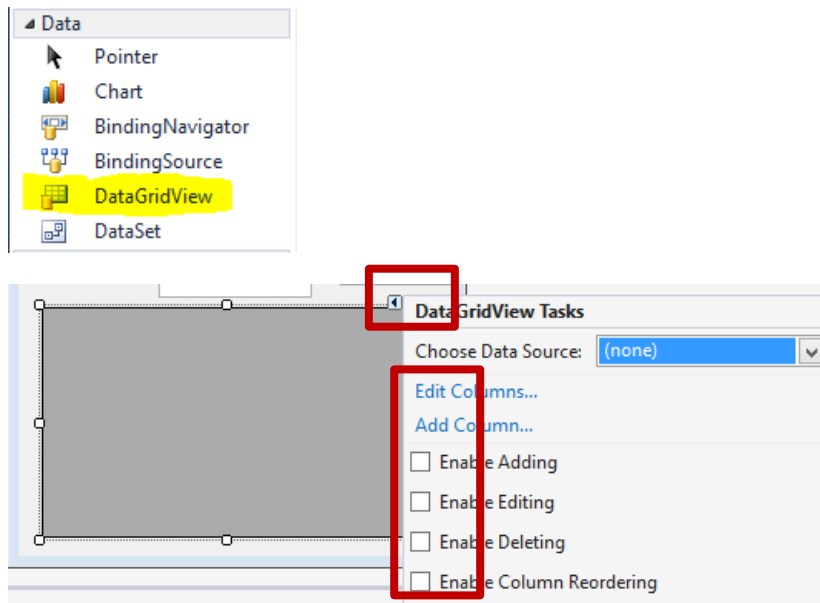 Data
Pointer
Chart
BindingNavigator
BindingSource
DataGridView
DataSet
DataGridView Tasks
Choose Data Source: (none)
Edit Columns...
Add Column...
Enable Adding
Enable Editing
Enable Deleting
Enable Column Reordering